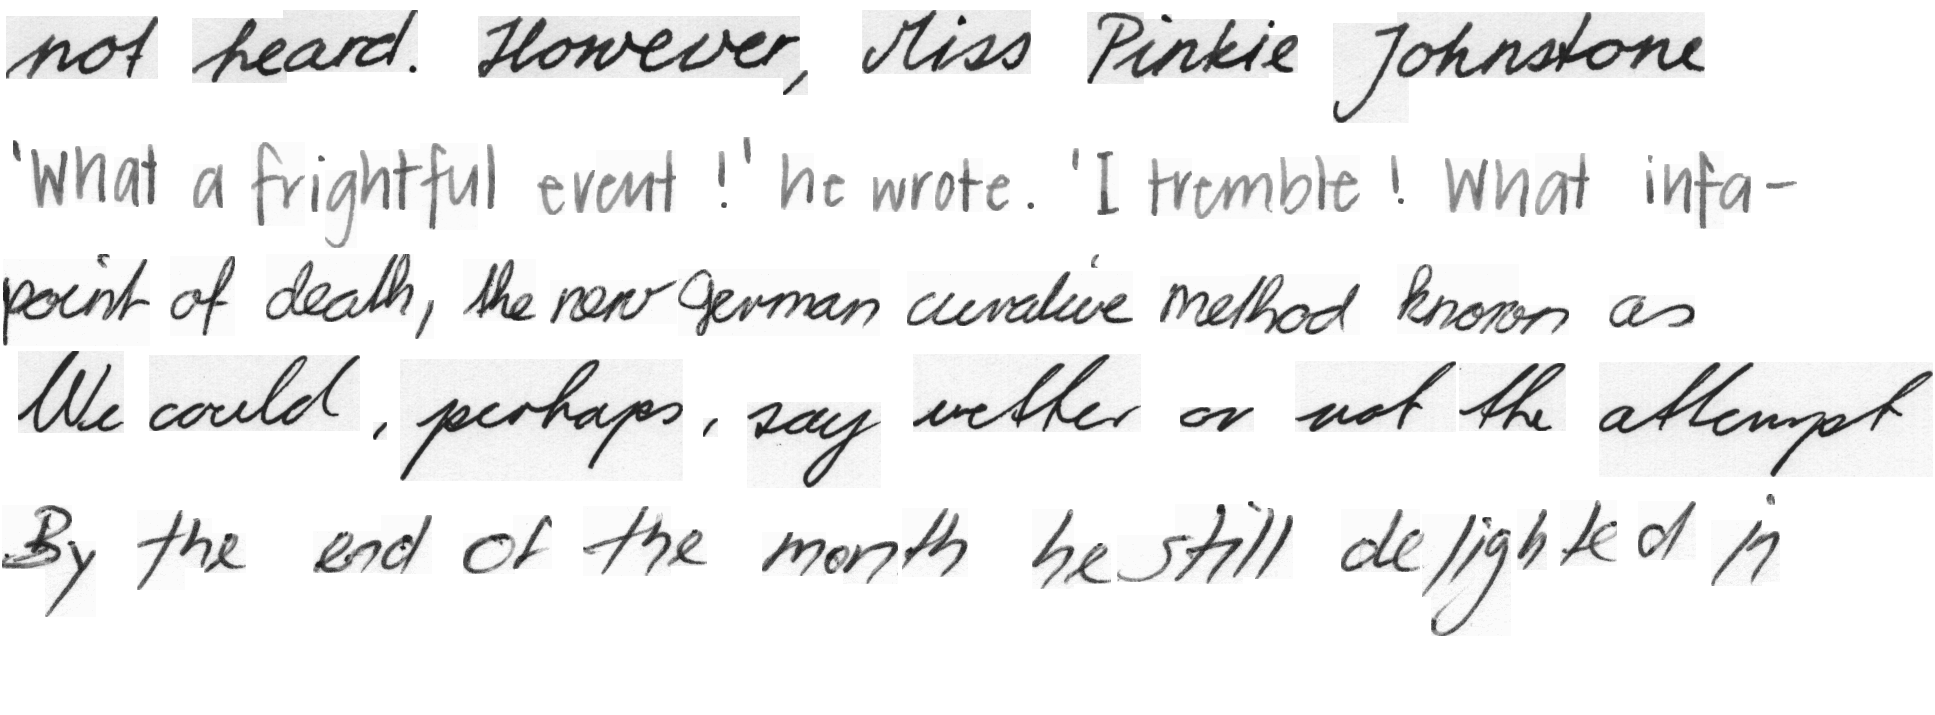 not heard. However, Miss Pinkie Johnstone
'What a frightful event!' he wrote. 'I tremble! What infa-
point of death, the new German curative method known as
We could, perhaps, say wether or not the attempt
By the end of the month he still delighted in